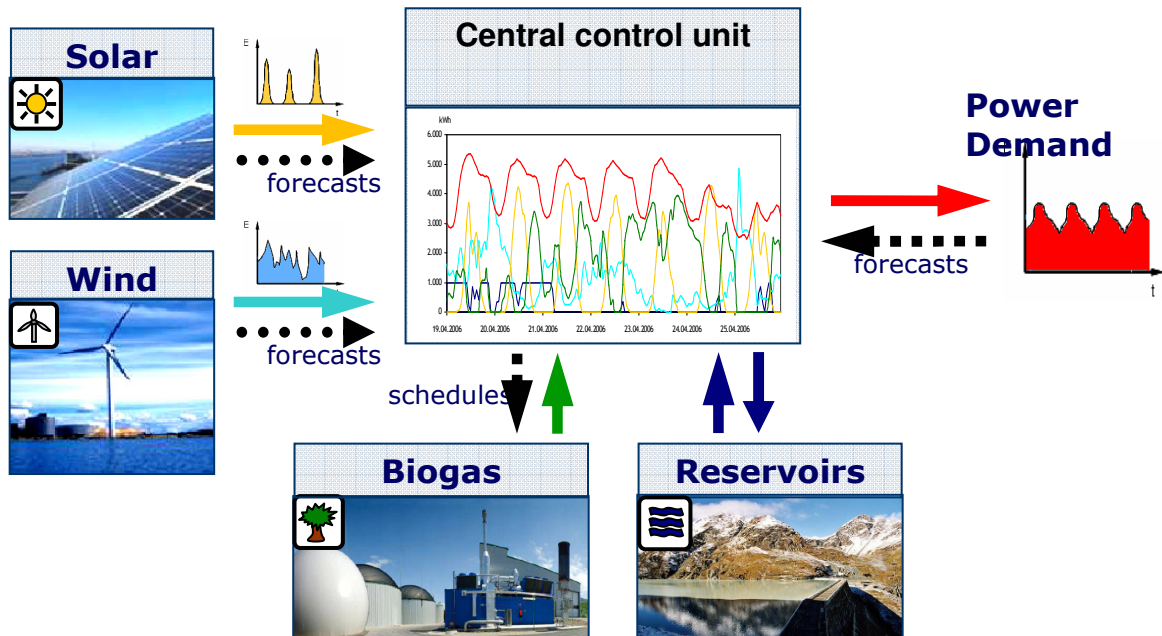 Solar
E
t
forecasts
Wind
E
t
forecasts
Central control unit
kWh
6.000
5.000
4.000
3.000
2.000
1.000
0
19.04.2006 20.04.2006 21.04.2006 22.04.2006 23.04.2006 24.04.2006 25.04.2006
Power
Demand
forecasts
t
schedules
Biogas
Reservoirs